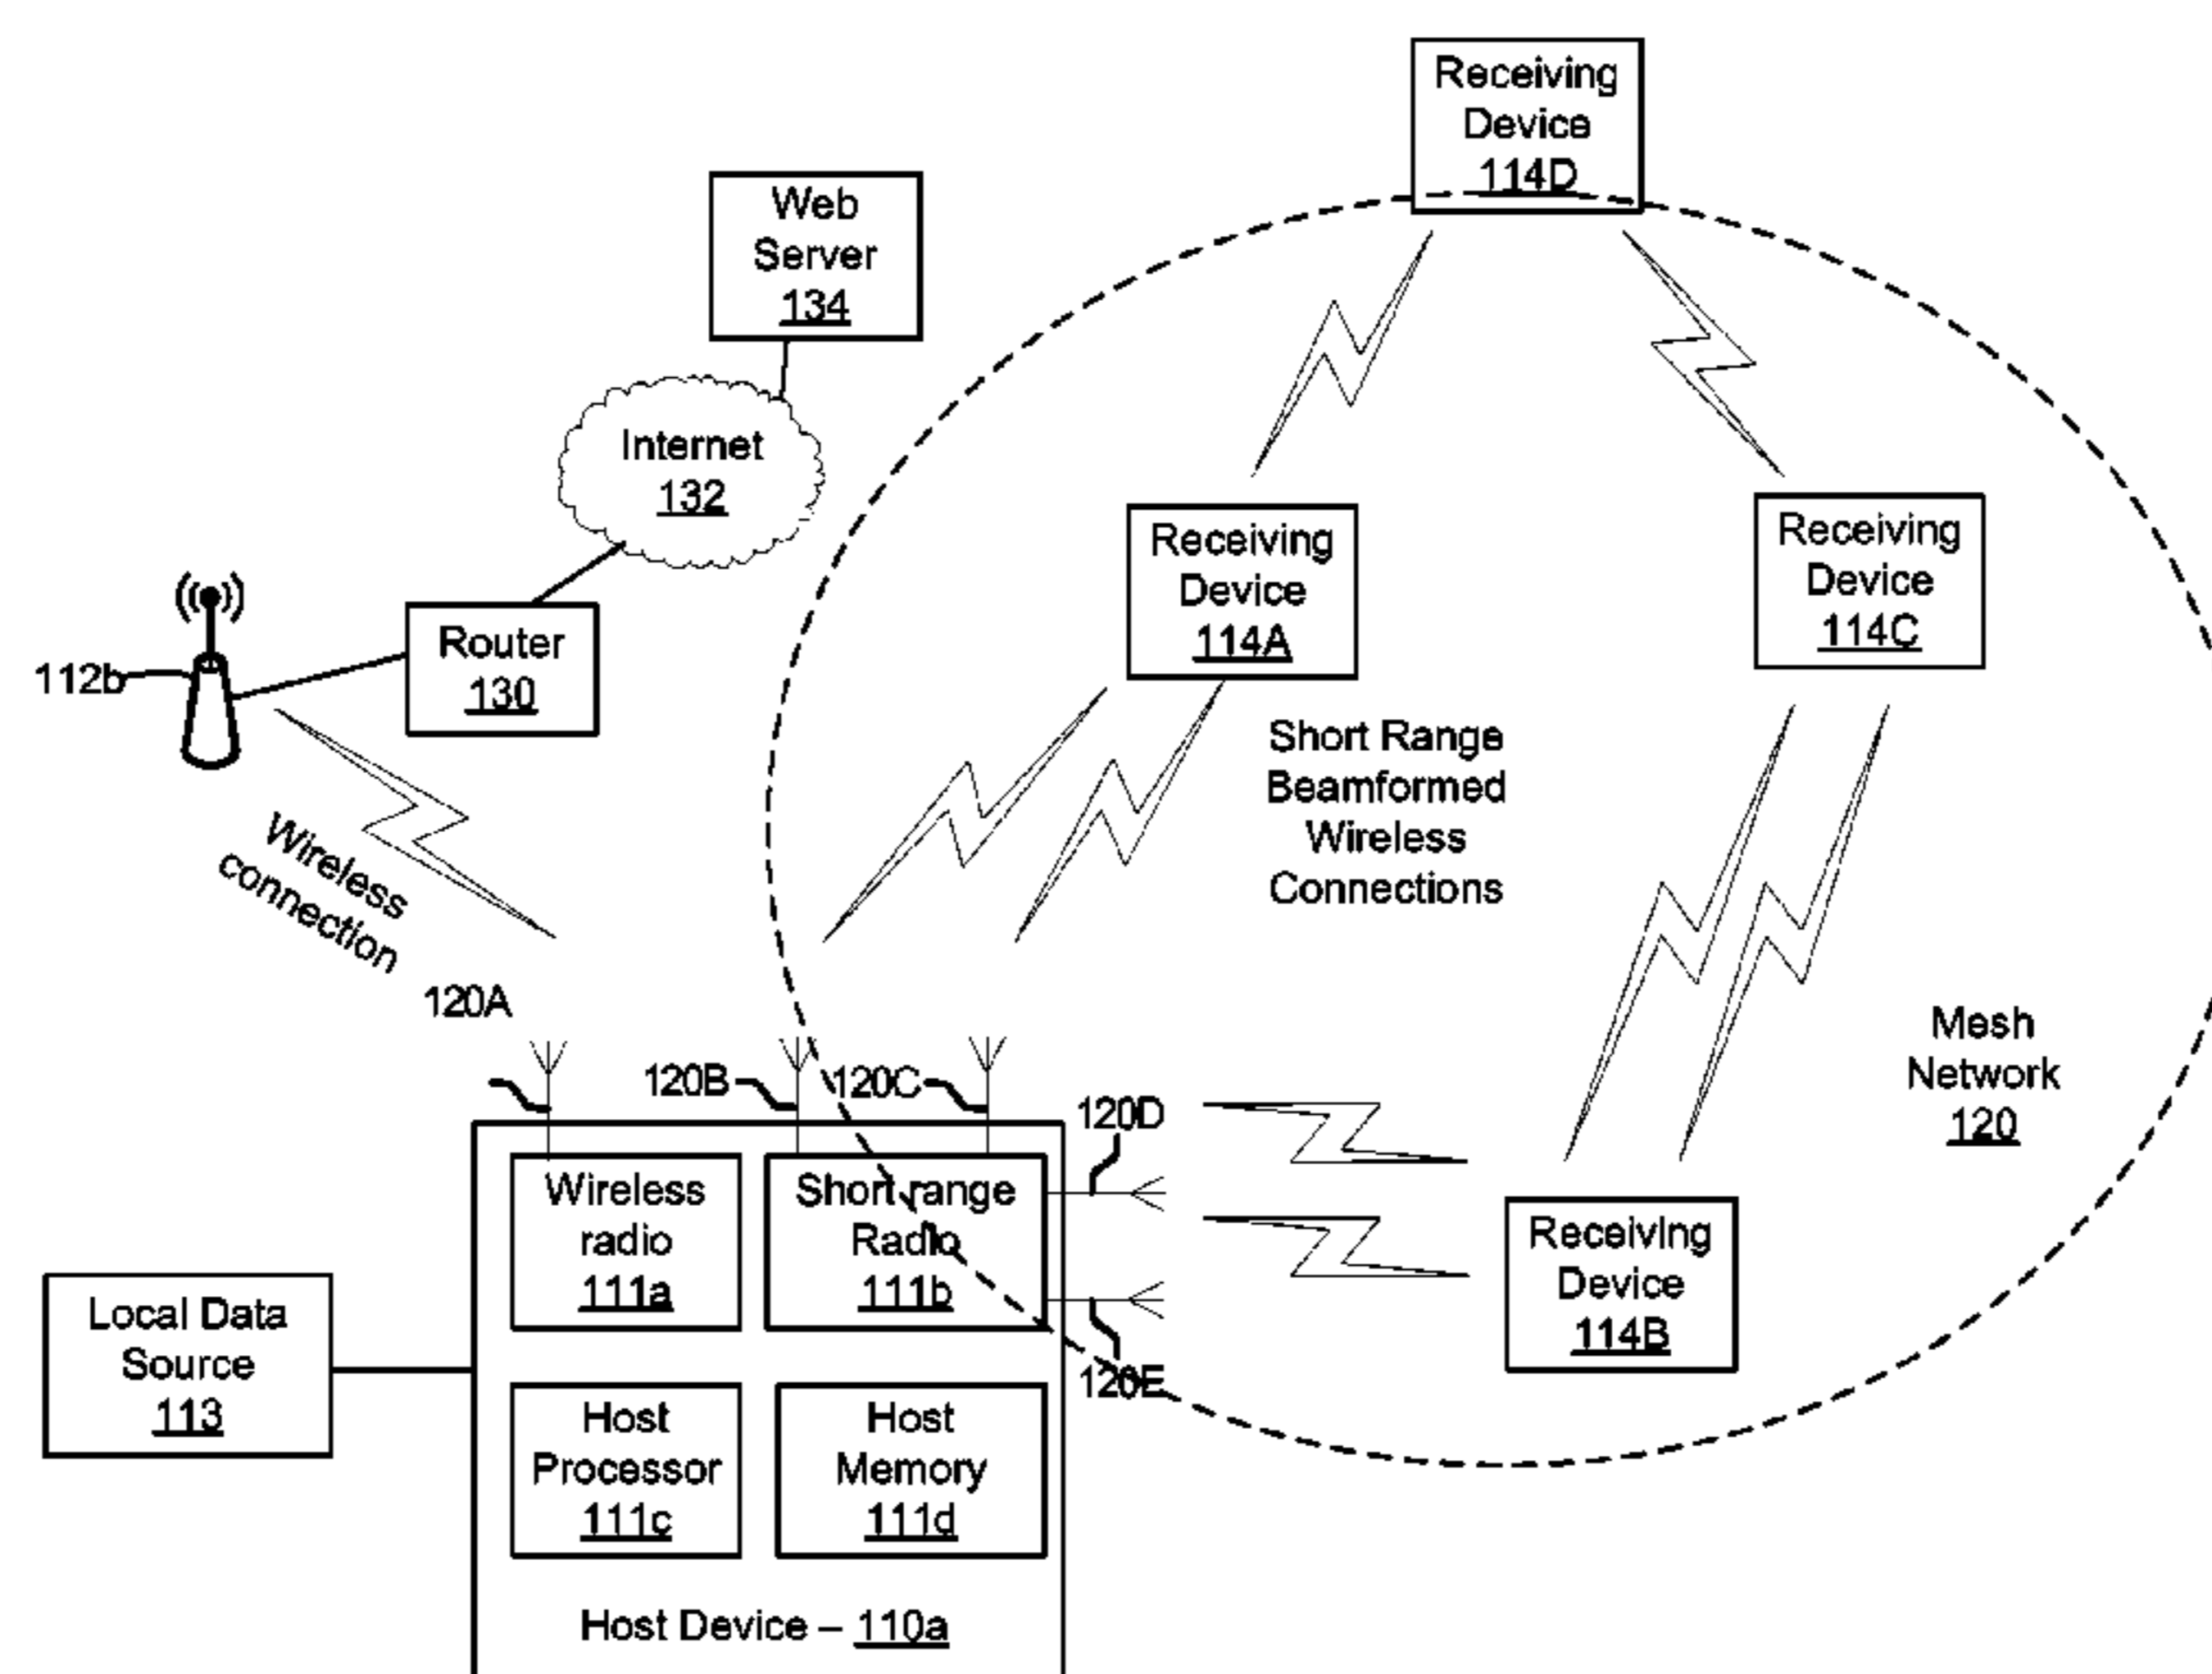 Receiving
Device
114D
Web
Server
134
Internet
132
Receiving
Device
114A
Receiving
Device
114C
Router
130
112b
Short Range
Beamformed
Wireless
Connections
Wireless
connection
120A
120B
120C
120D
Mesh
Network
120
Wireless
radio
111a
Short range
Radio
111b
Receiving
Device
114B
Local Data
Source
113
120E
Host
Processor
111c
Host
Memory
111d
Host Device – 110a